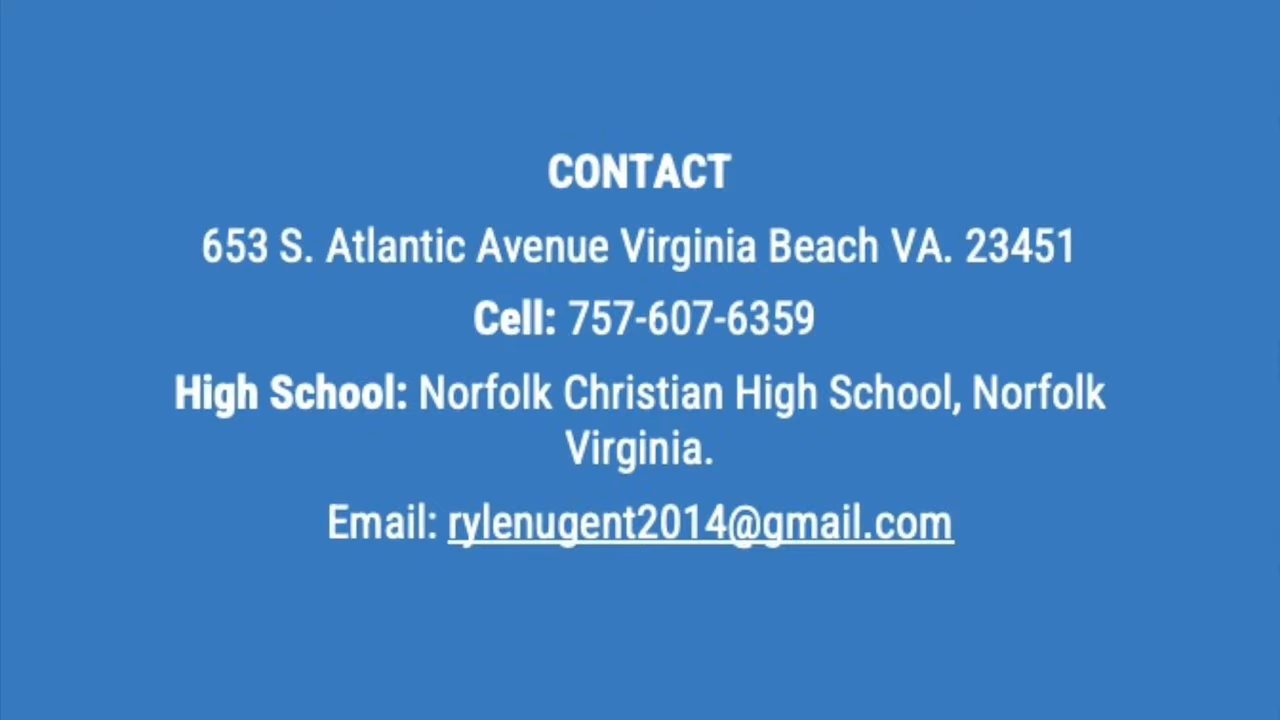 CONTACT
653 S. Atlantic Avenue Virginia Beach VA. 23451
Cell: 757-607-6359
High School: Norfolk Christian High School, Norfolk
Virginia.
Email: rylenugent2014@gmail.com